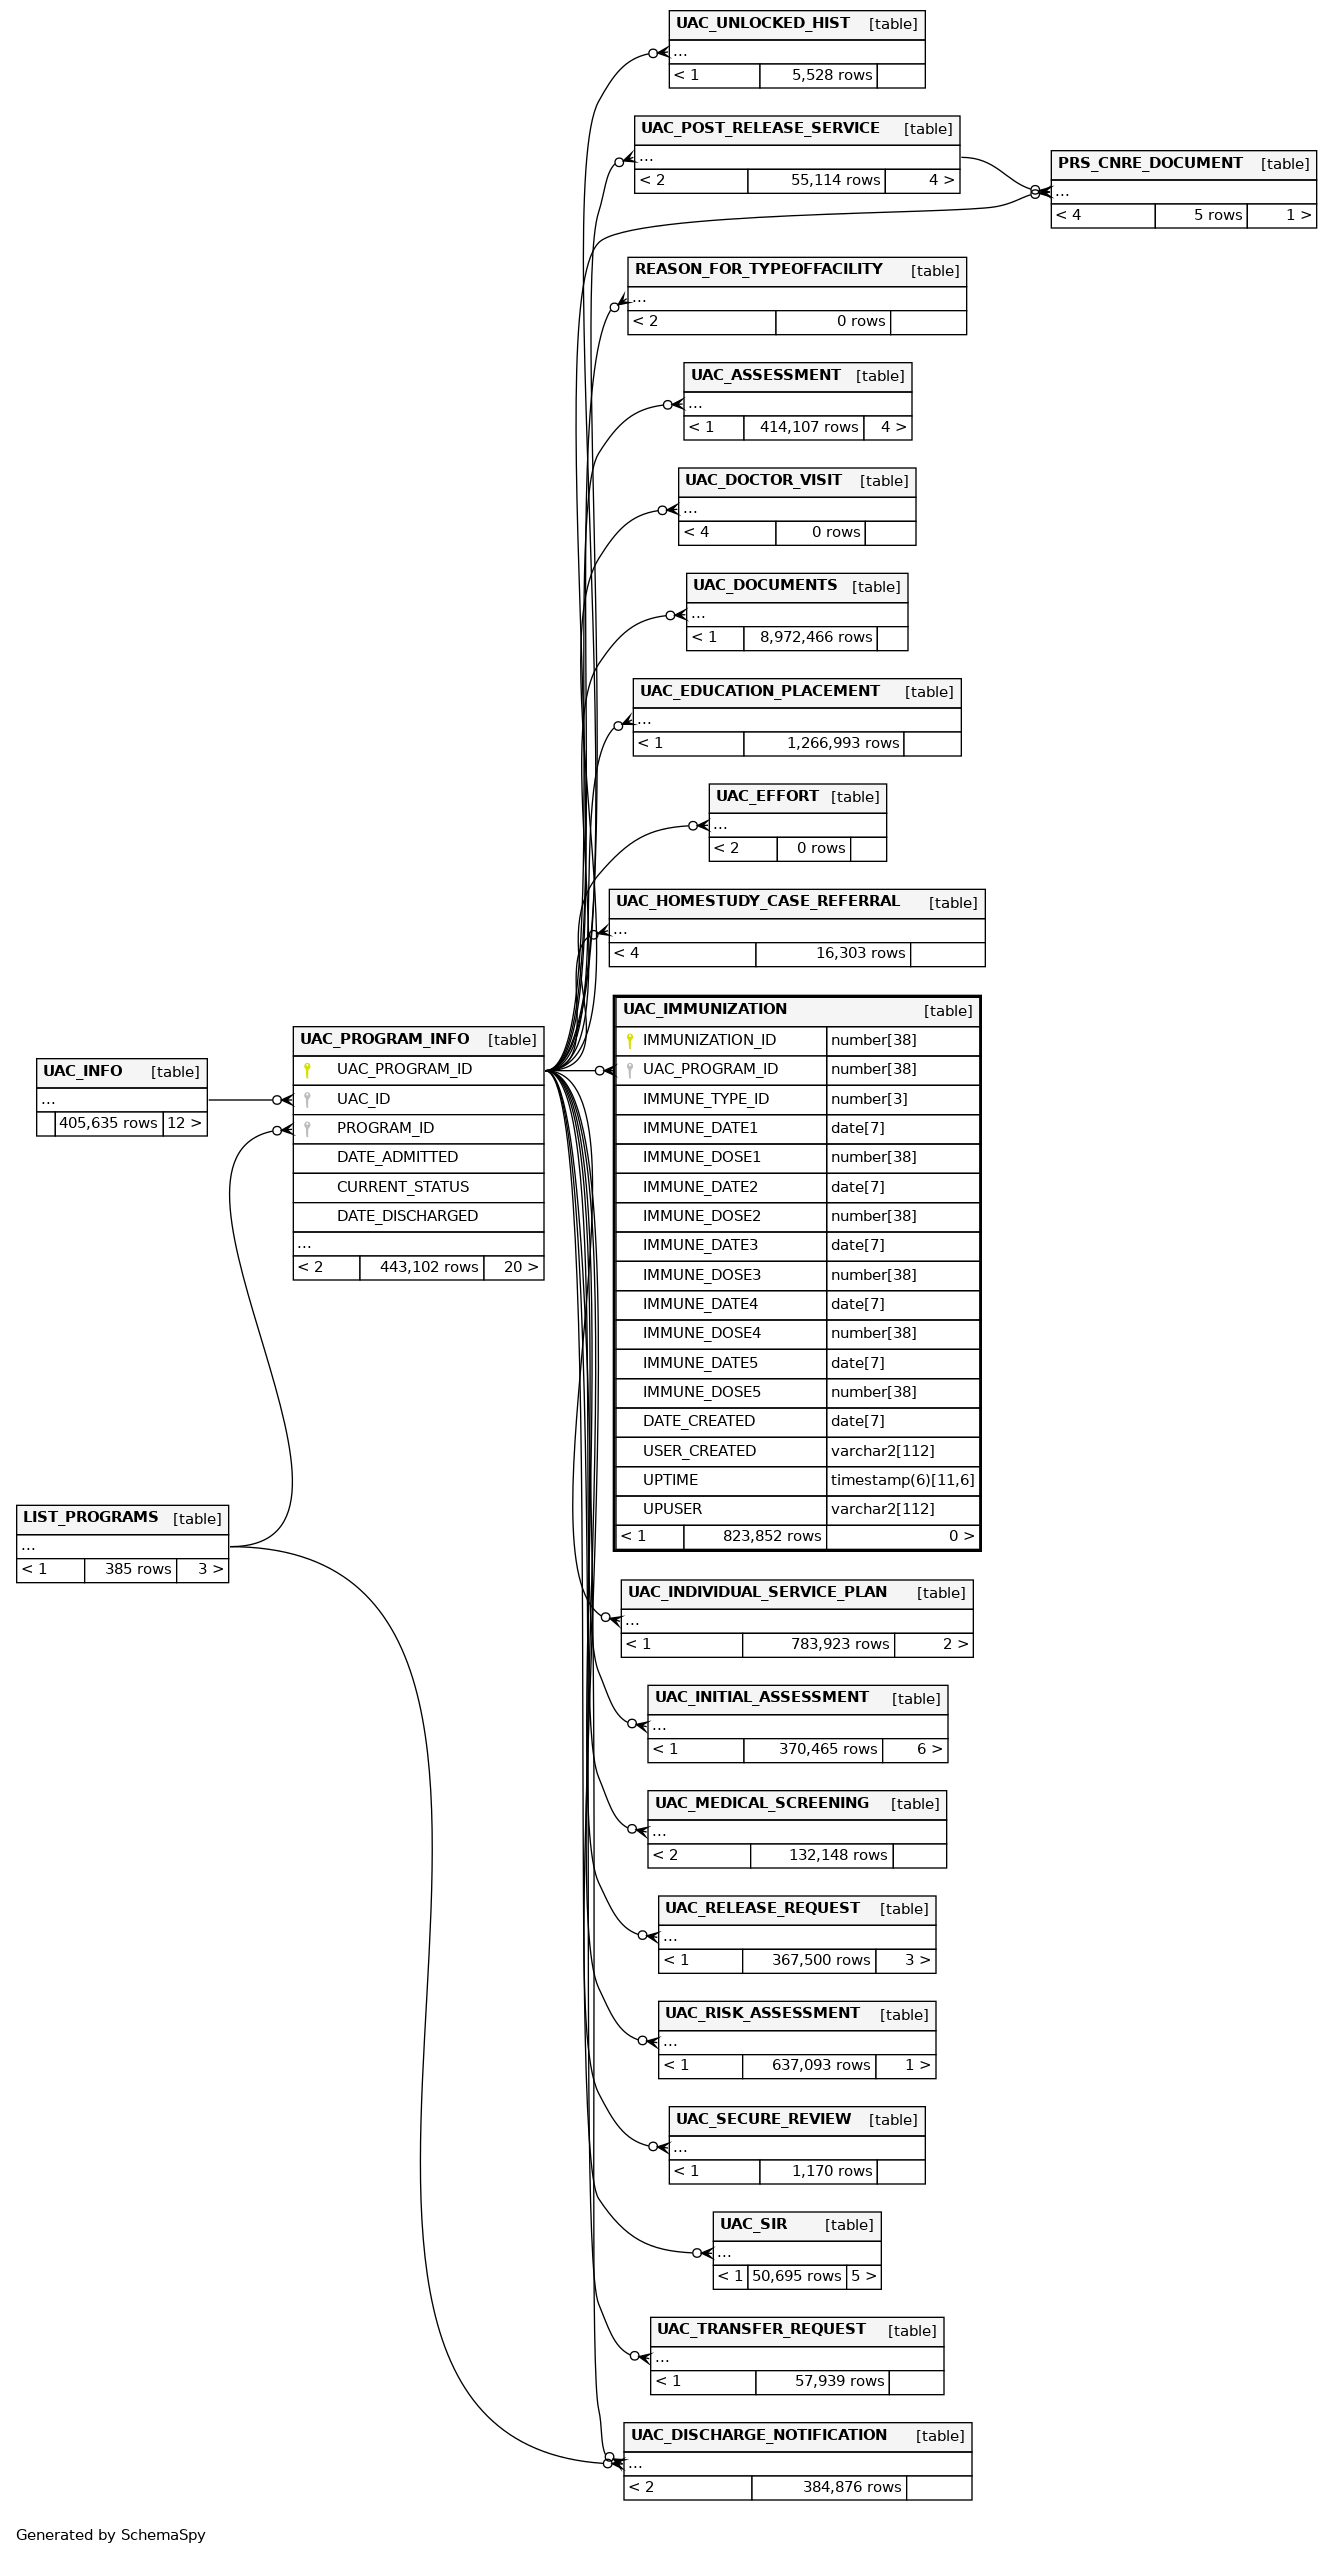 UAC_UNLOCKED_HIST [table]
...
< 1 5,528 rows
UAC_POST_RELEASE_SERVICE [table]
...
< 2 55,114 rows 4 >
PRS_CNRE_DOCUMENT [table]
...
< 4 5 rows 1 >
REASON_FOR_TYPEOFFACILITY [table]
...
< 2 0 rows
UAC_ASSESSMENT [table]
...
< 1 414,107 rows 4 >
UAC_DOCTOR_VISIT [table]
...
< 4 0 rows
UAC_DOCUMENTS [table]
...
< 1 8,972,466 rows
UAC_EDUCATION_PLACEMENT [table]
...
< 1 1,266,993 rows
UAC_EFFORT [table]
...
< 2 0 rows
UAC_HOMESTUDY_CASE_REFERRAL [table]
...
< 4 16,303 rows
UAC_INFO [table]
...
405,635 rows 12 >
UAC_PROGRAM_INFO [table]
UAC_PROGRAM_ID
UAC_ID
PROGRAM_ID
DATE_ADMITTED
CURRENT_STATUS
DATE_DISCHARGED
...
< 2 443,102 rows 20 >
UAC_IMMUNIZATION [table]
IMMUNIZATION_ID number[38]
UAC_PROGRAM_ID number[38]
IMMUNE_TYPE_ID number[3]
IMMUNE_DATE1 date[7]
IMMUNE_DOSE1 number[38]
IMMUNE_DATE2 date[7]
IMMUNE_DOSE2 number[38]
IMMUNE_DATE3 date[7]
IMMUNE_DOSE3 number[38]
IMMUNE_DATE4 date[7]
IMMUNE_DOSE4 number[38]
IMMUNE_DATE5 date[7]
IMMUNE_DOSE5 number[38]
DATE_CREATED date[7]
USER_CREATED varchar2[112]
UPTIME timestamp(6)[11,6]
UPUSER varchar2[112]
< 1 823,852 rows 0 >
LIST_PROGRAMS [table]
...
< 1 385 rows 3 >
UAC_INDIVIDUAL_SERVICE_PLAN [table]
...
< 1 783,923 rows 2 >
UAC_INITIAL_ASSESSMENT [table]
...
< 1 370,465 rows 6 >
UAC_MEDICAL_SCREENING [table]
...
< 2 132,148 rows
UAC_RELEASE_REQUEST [table]
...
< 1 367,500 rows 3 >
UAC_RISK_ASSESSMENT [table]
...
< 1 637,093 rows 1 >
UAC_SECURE_REVIEW [table]
...
< 1 1,170 rows
UAC_SIR [table]
...
< 1 50,695 rows 5 >
UAC_TRANSFER_REQUEST [table]
...
< 1 57,939 rows
UAC_DISCHARGE_NOTIFICATION [table]
...
< 2 384,876 rows
Generated by SchemaSpy